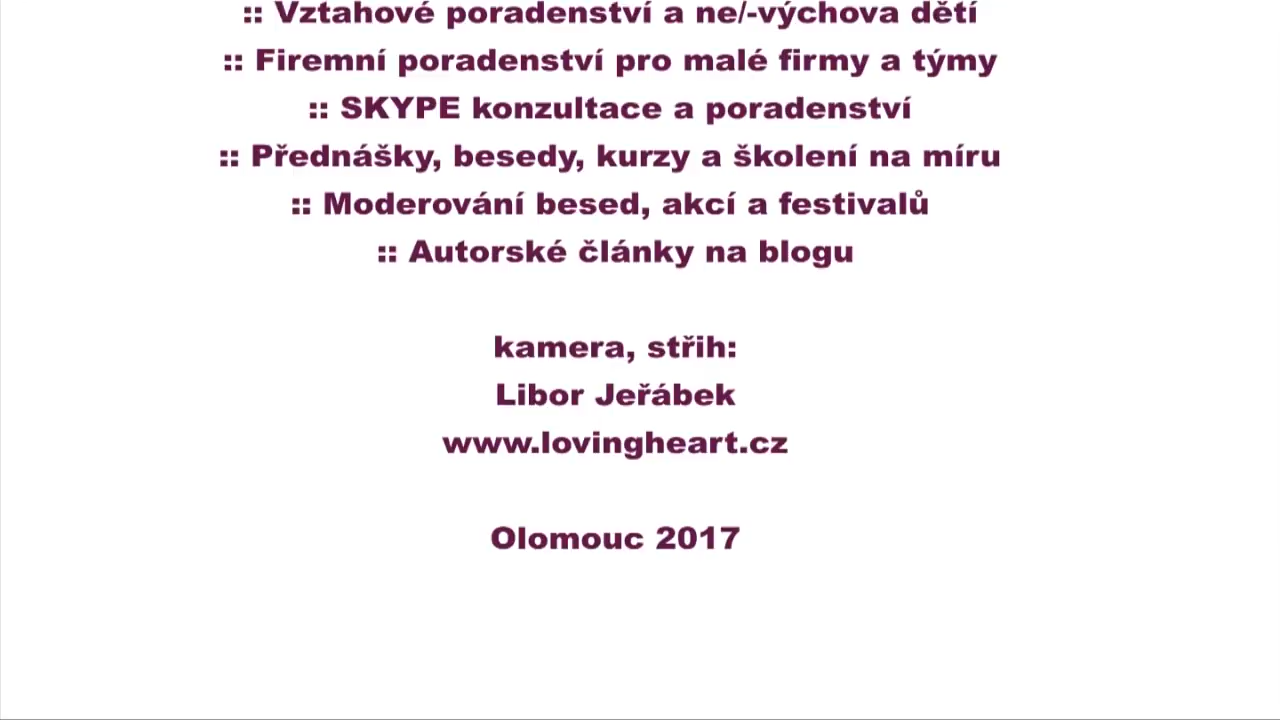 :: Vztahové poradenství a ne/-výchova dětí
:: Firemní poradenství pro malé firmy a týmy
:: SKYPE konzultace a poradenství
:: Přednášky, besedy, kurzy a školení na míru
:: Moderování besed, akcí a festivalů
:: Autorské články na blogu
kamera, střih:
Libor Jeřábek
www.lovingheart.cz
Olomouc 2017